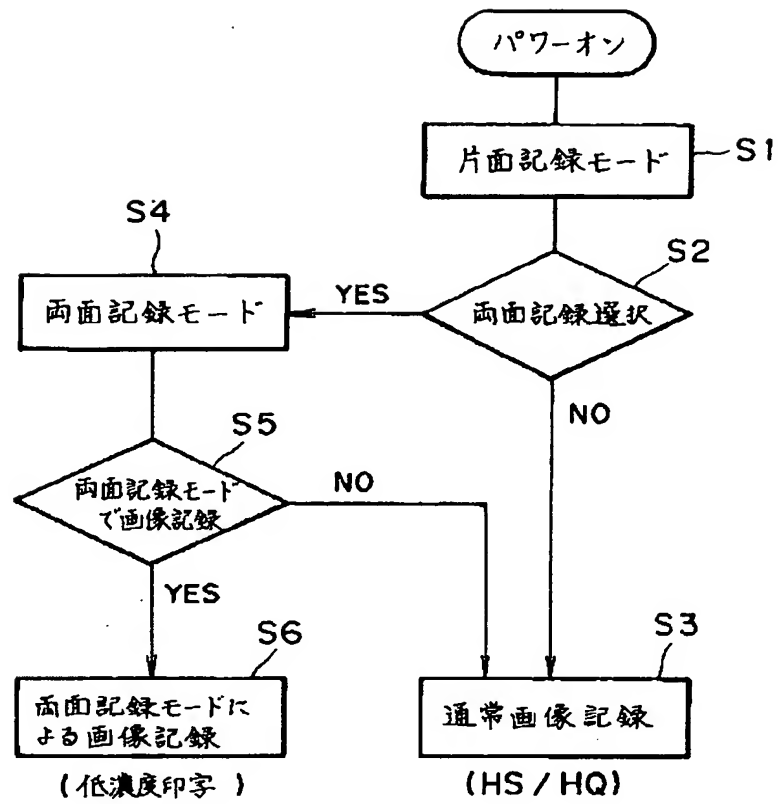 パワーオン
片面記録モード
S1
S2
両面記録選択
YES
NO
S4
両面記録モード
S5
両面記録モード
で画像記録
NO
YES
S6
両面記録モードに
よる画像記録
(低濃度印字)
S3
通常画像記録
(HS/HQ)